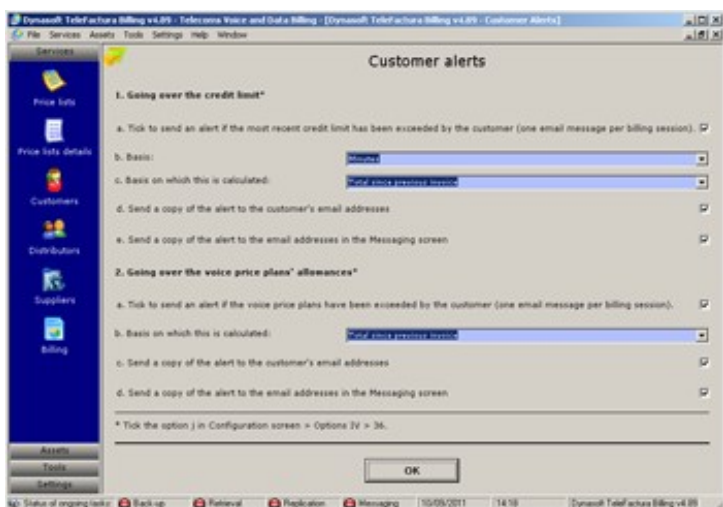 Dynasoft TeleFactura Billing v4.89 - Telecoms Voice and Data Billing - [Dynasoft TeleFactura Billing v4.89 - Customer Alerts]
File Services Assets Tools Settings Help Window
Services
Customer alerts
1. Going over the credit limit*
Price lists
a. Tick to send an alert if the most recent credit limit has been exceeded by the customer (one email message per billing session).
Price lists details
b. Basis:
Minutes
c. Basis on which this is calculated:
Total since previous invoice
Customers
d. Send a copy of the alert to the customer's email addresses
e. Send a copy of the alert to the email addresses in the Messaging screen
Distributors
2. Going over the voice price plans' allowances*
Suppliers
a. Tick to send an alert if the voice price plans have been exceeded by the customer (one email message per billing session).
b. Basis on which this is calculated:
Total since previous invoice
Billing
c. Send a copy of the alert to the customer's email addresses
d. Send a copy of the alert to the email addresses in the Messaging screen
* Tick the option j in Configuration screen > Options IV > 36.
Assets
Tools
Settings
OK
Status of ongoing tasks: Back-up Retrieval Replication Messaging 10/09/2011 14:18 Dynasoft TeleFactura Billing v4.89